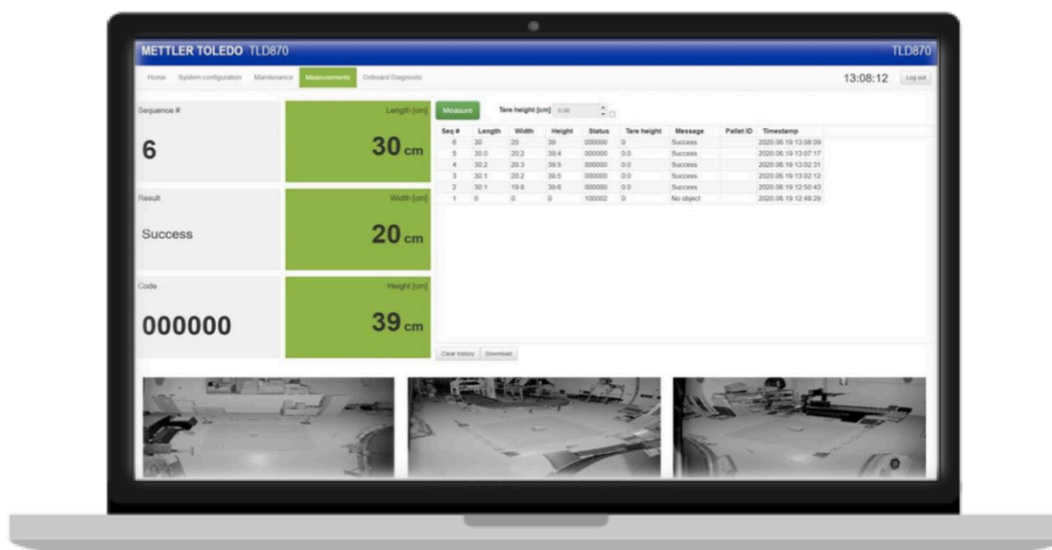 METTLER TOLEDO TLD870
TLD870
Home System configuration Maintenance Measurements Onboard Diagnostic
13:08:12
Log out
Sequence #
6
Length [cm]
30 cm
Result
Success
Width [cm]
20 cm
Code
000000
Height [cm]
39 cm
Measure
Tare height [cm] 0.00
Seq # Length Width Height Status Tare height Message Pallet ID Timestamp
6 30 20 39 000000 0 Success 2020.06.19 13:08:09
5 30.0 20.2 39.4 000000 0.0 Success 2020.06.19 13:07:17
4 30.2 20.3 39.5 000000 0.0 Success 2020.06.19 13:02:31
3 30.1 20.2 39.5 000000 0.0 Success 2020.06.19 13:02:12
2 30.1 19.8 39.6 000000 0.0 Success 2020.06.19 12:50:43
1 0 0 0 100002 0 No object 2020.06.19 12:49:29
Clear history Download